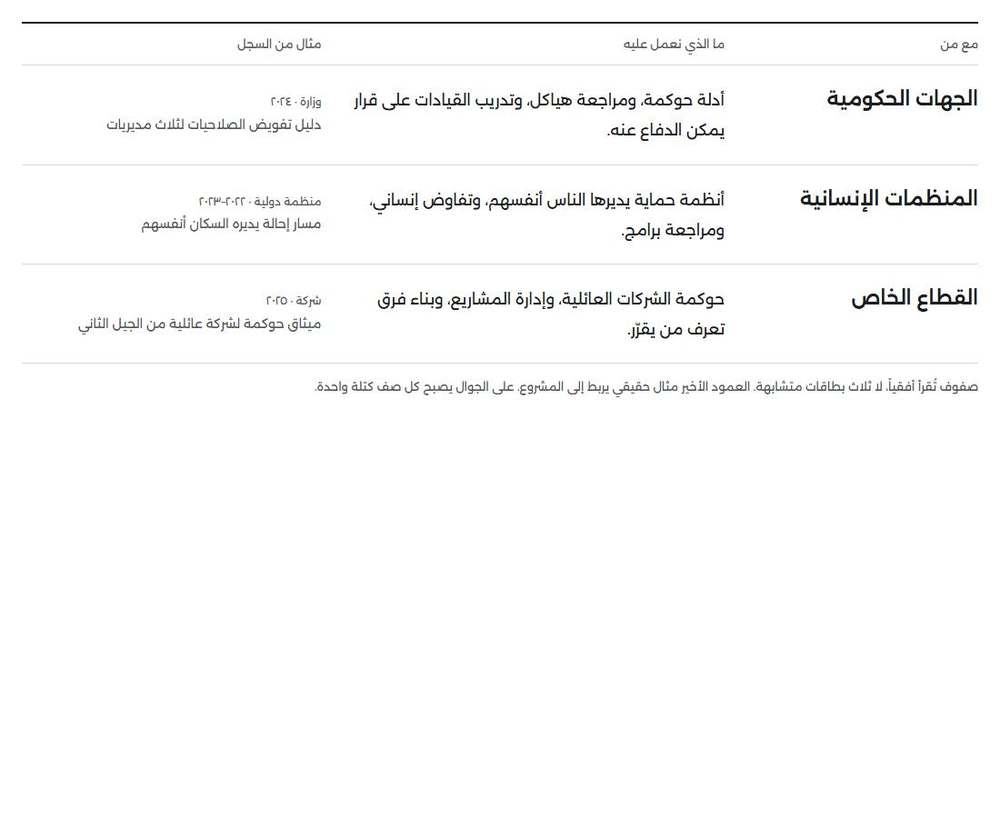 مع من
ما الذي نعمل عليه
مثال من السجل
الجهات الحكومية
أدلة حوكمة، ومراجعة هياكل، وتدريب القيادات على قرار
يمكن الدفاع عنه.
وزارة · ٢٠٢٤
دليل تفويض الصلاحيات لثلاث مديريات
المنظمات الإنسانية
أنظمة حماية يديرها الناس أنفسهم، وتفاوض إنساني،
ومراجعة برامج.
منظمة دولية · ٢٠٢٢–٢٠٢٣
مسار إحالة يديره السكان أنفسهم
القطاع الخاص
حوكمة الشركات العائلية، وإدارة المشاريع، وبناء فرق
تعرف من يقرّر.
شركة · ٢٠٢٥
ميثاق حوكمة لشركة عائلية من الجيل الثاني
صفوف تُقرأ أفقياً، لا ثلاث بطاقات متشابهة. العمود الأخير مثال حقيقي يربط إلى المشروع. على الجوال يصبح كل صف كتلة واحدة.